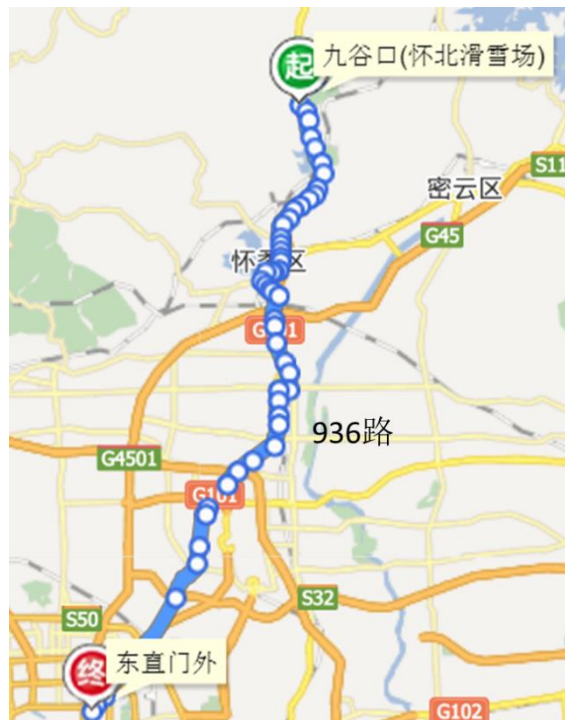 起 九谷口(怀北滑雪场)
S11
密云区
G45
怀柔区
936路
G4501
G101
S32
S50
终 东直门外
G102